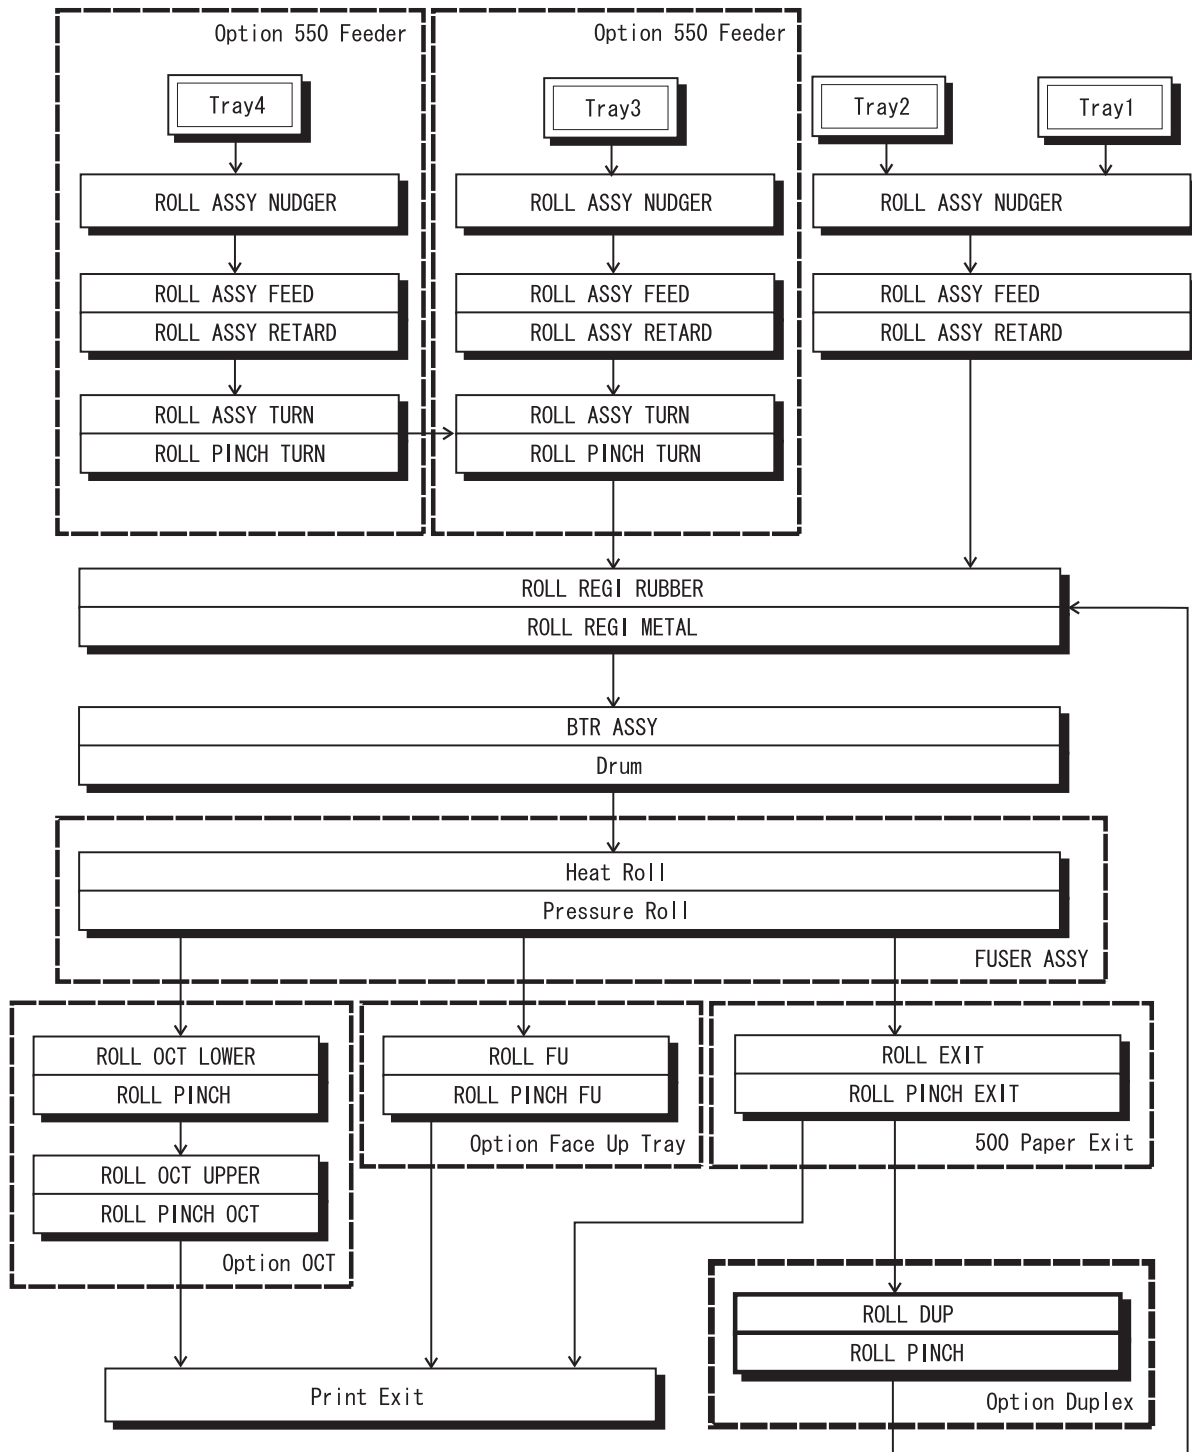 Option 550 Feeder
Option 550 Feeder
Tray4
Tray3
Tray2
Tray1
ROLL ASSY NUDGER
ROLL ASSY NUDGER
ROLL ASSY NUDGER
ROLL ASSY FEED
ROLL ASSY RETARD
ROLL ASSY FEED
ROLL ASSY RETARD
ROLL ASSY FEED
ROLL ASSY RETARD
ROLL ASSY TURN
ROLL PINCH TURN
ROLL ASSY TURN
ROLL PINCH TURN
ROLL REGI RUBBER
ROLL REGI METAL
BTR ASSY
Drum
Heat Roll
Pressure Roll
FUSER ASSY
ROLL OCT LOWER
ROLL PINCH
ROLL FU
ROLL PINCH FU
Option Face Up Tray
ROLL EXIT
ROLL PINCH EXIT
500 Paper Exit
ROLL OCT UPPER
ROLL PINCH OCT
Option OCT
ROLL DUP
ROLL PINCH
Option Duplex
Print Exit